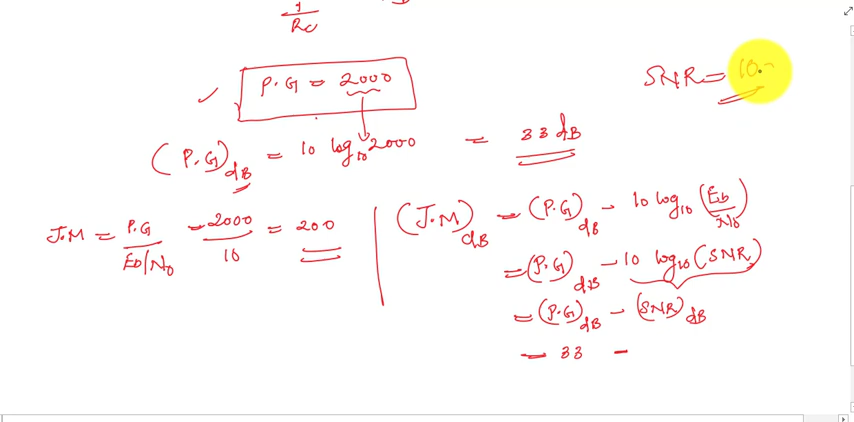 1
Rc
P.G = 2000
SNR = 10
(P.G)dB = 10 log10 2000 = 33 dB
J.M = P.G / Eb/N0 = 2000 / 10 = 200
(J.M)dB = (P.G)dB - 10 log10 (Eb/N0)
= (P.G)dB - 10 log10 (SNR)
= (P.G)dB - (SNR)dB
= 33 -